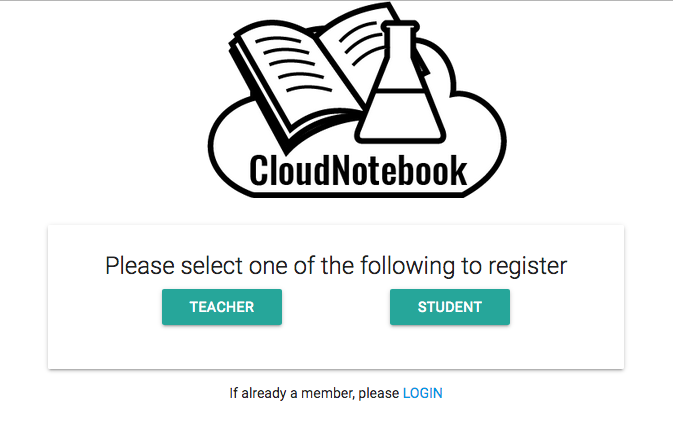 CloudNotebook
Please select one of the following to register
TEACHER
STUDENT
If already a member, please LOGIN